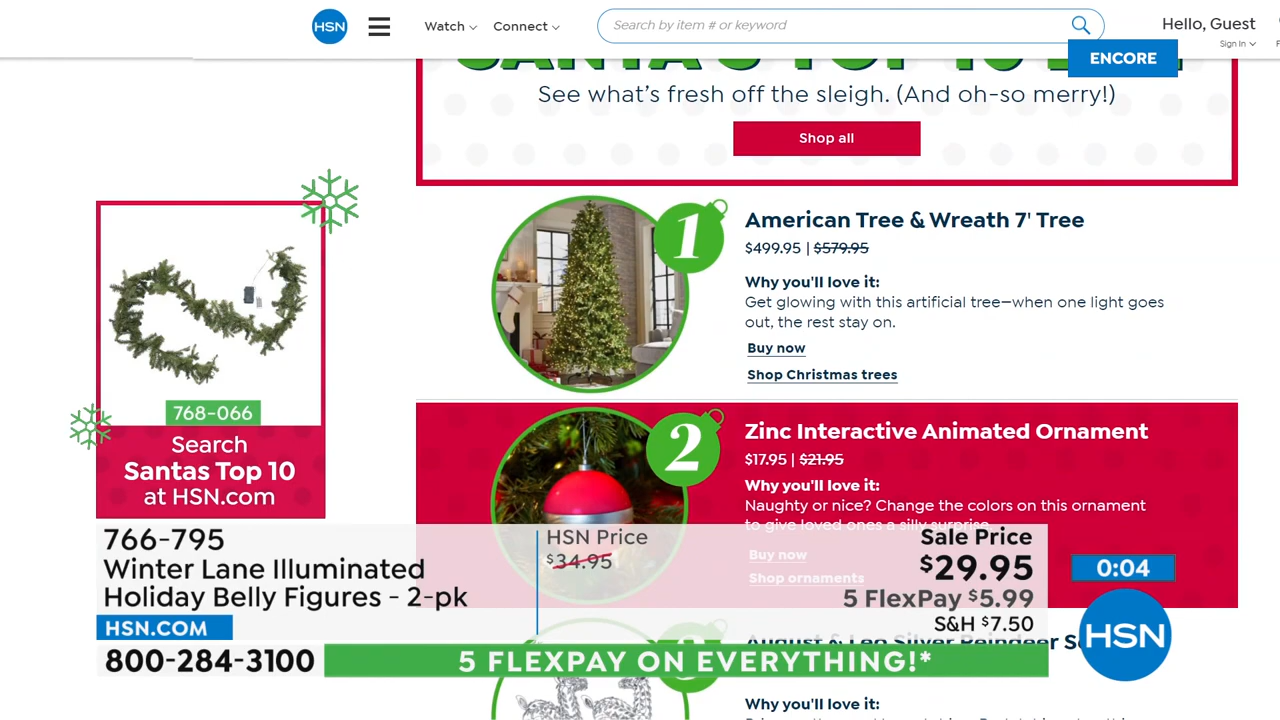 HSN
Watch
Connect
Search by item # or keyword
Hello, Guest
Sign In
ENCORE
See what's fresh off the sleigh. (And oh-so merry!)
Shop all
1
American Tree & Wreath 7' Tree
$499.95 | $579.95
Why you'll love it:
Get glowing with this artificial tree—when one light goes
out, the rest stay on.
Buy now
Shop Christmas trees
768-066
Search
Santas Top 10
at HSN.com
2
Zinc Interactive Animated Ornament
$17.95 | $21.95
Why you'll love it:
Naughty or nice? Change the colors on this ornament
to give loved ones a silly surprise.
Buy now
Shop ornaments
766-795
Winter Lane Illuminated
Holiday Belly Figures - 2-pk
HSN.COM
800-284-3100
HSN Price
$34.95
Sale Price
$29.95
5 FlexPay $5.99
S&H $7.50
0:04
HSN
5 FLEXPAY ON EVERYTHING!*
August & Leo Silver Reindeer
Why you'll love it: